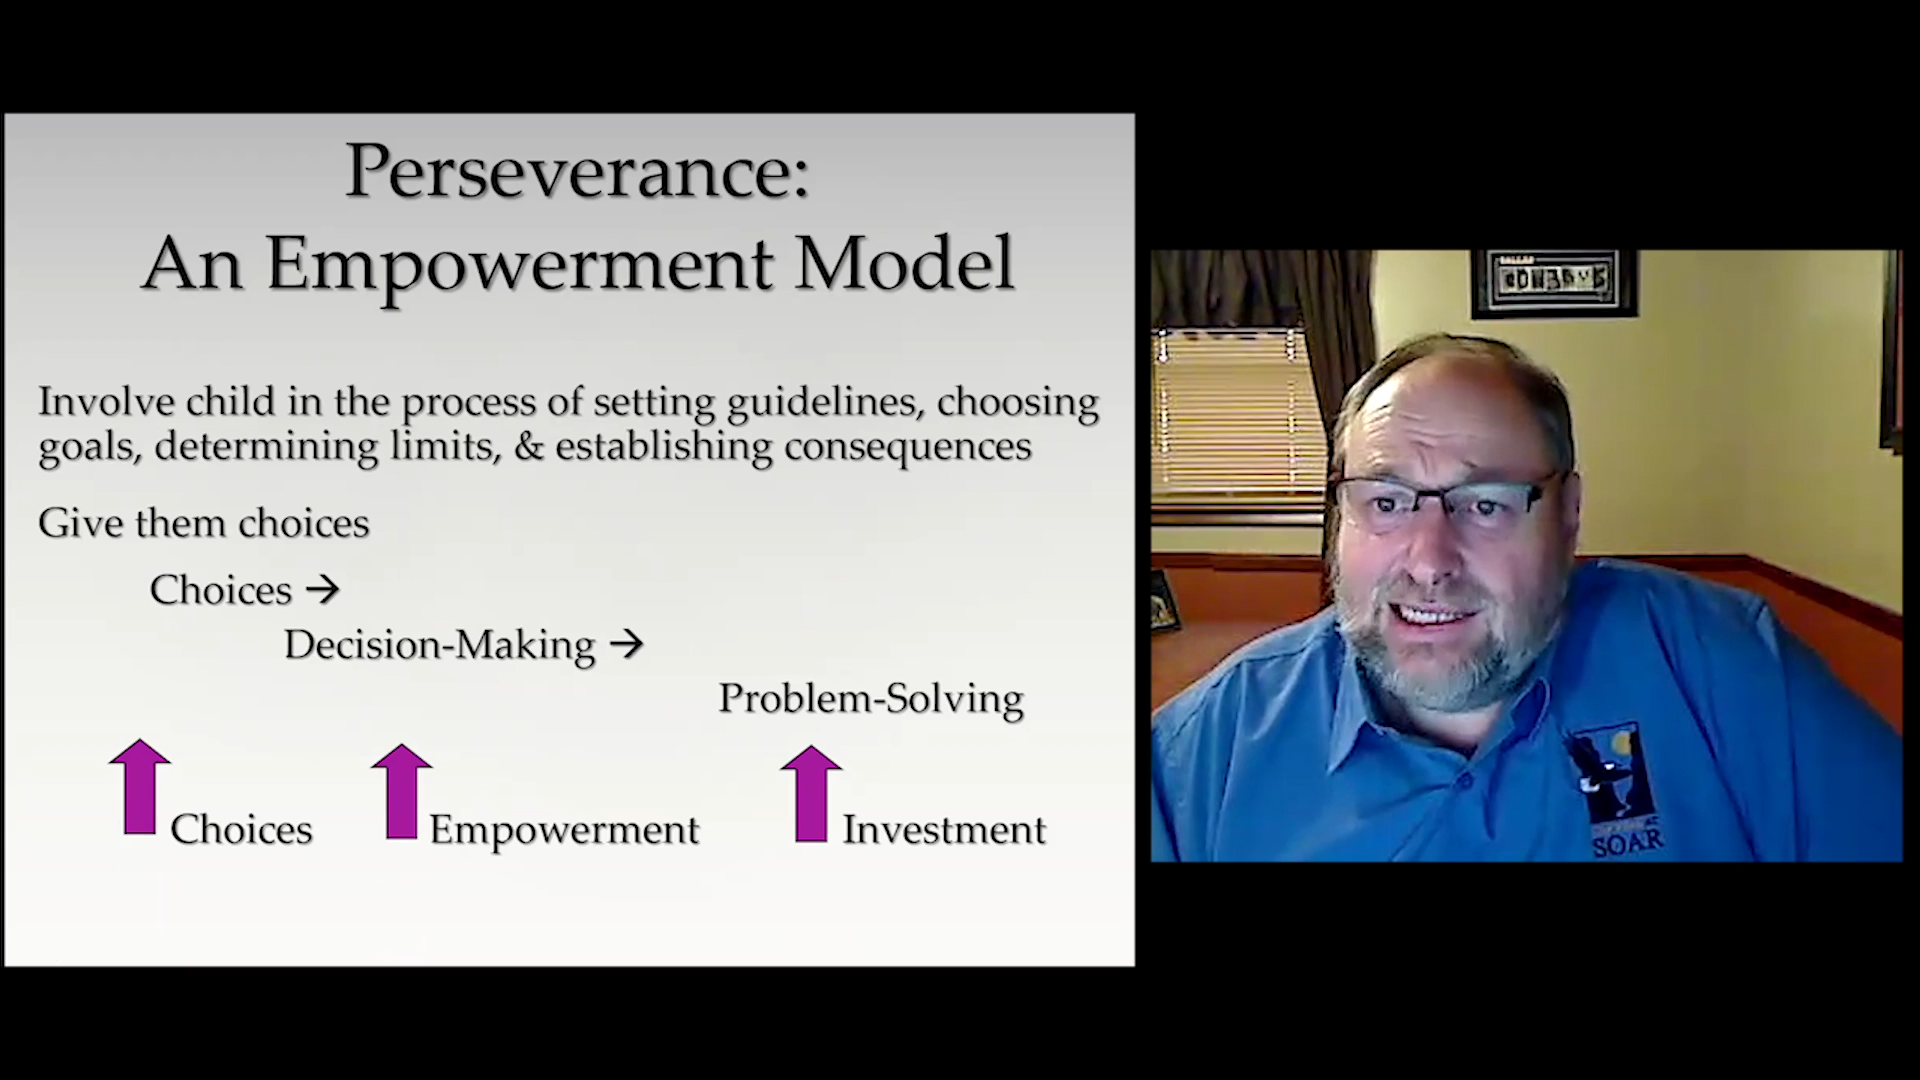 Perseverance:
An Empowerment Model
Involve child in the process of setting guidelines, choosing
goals, determining limits, & establishing consequences
Give them choices
Choices →
Decision-Making →
Problem-Solving
Choices
Empowerment
Investment
DALLAS
COWBOYS
SOAR